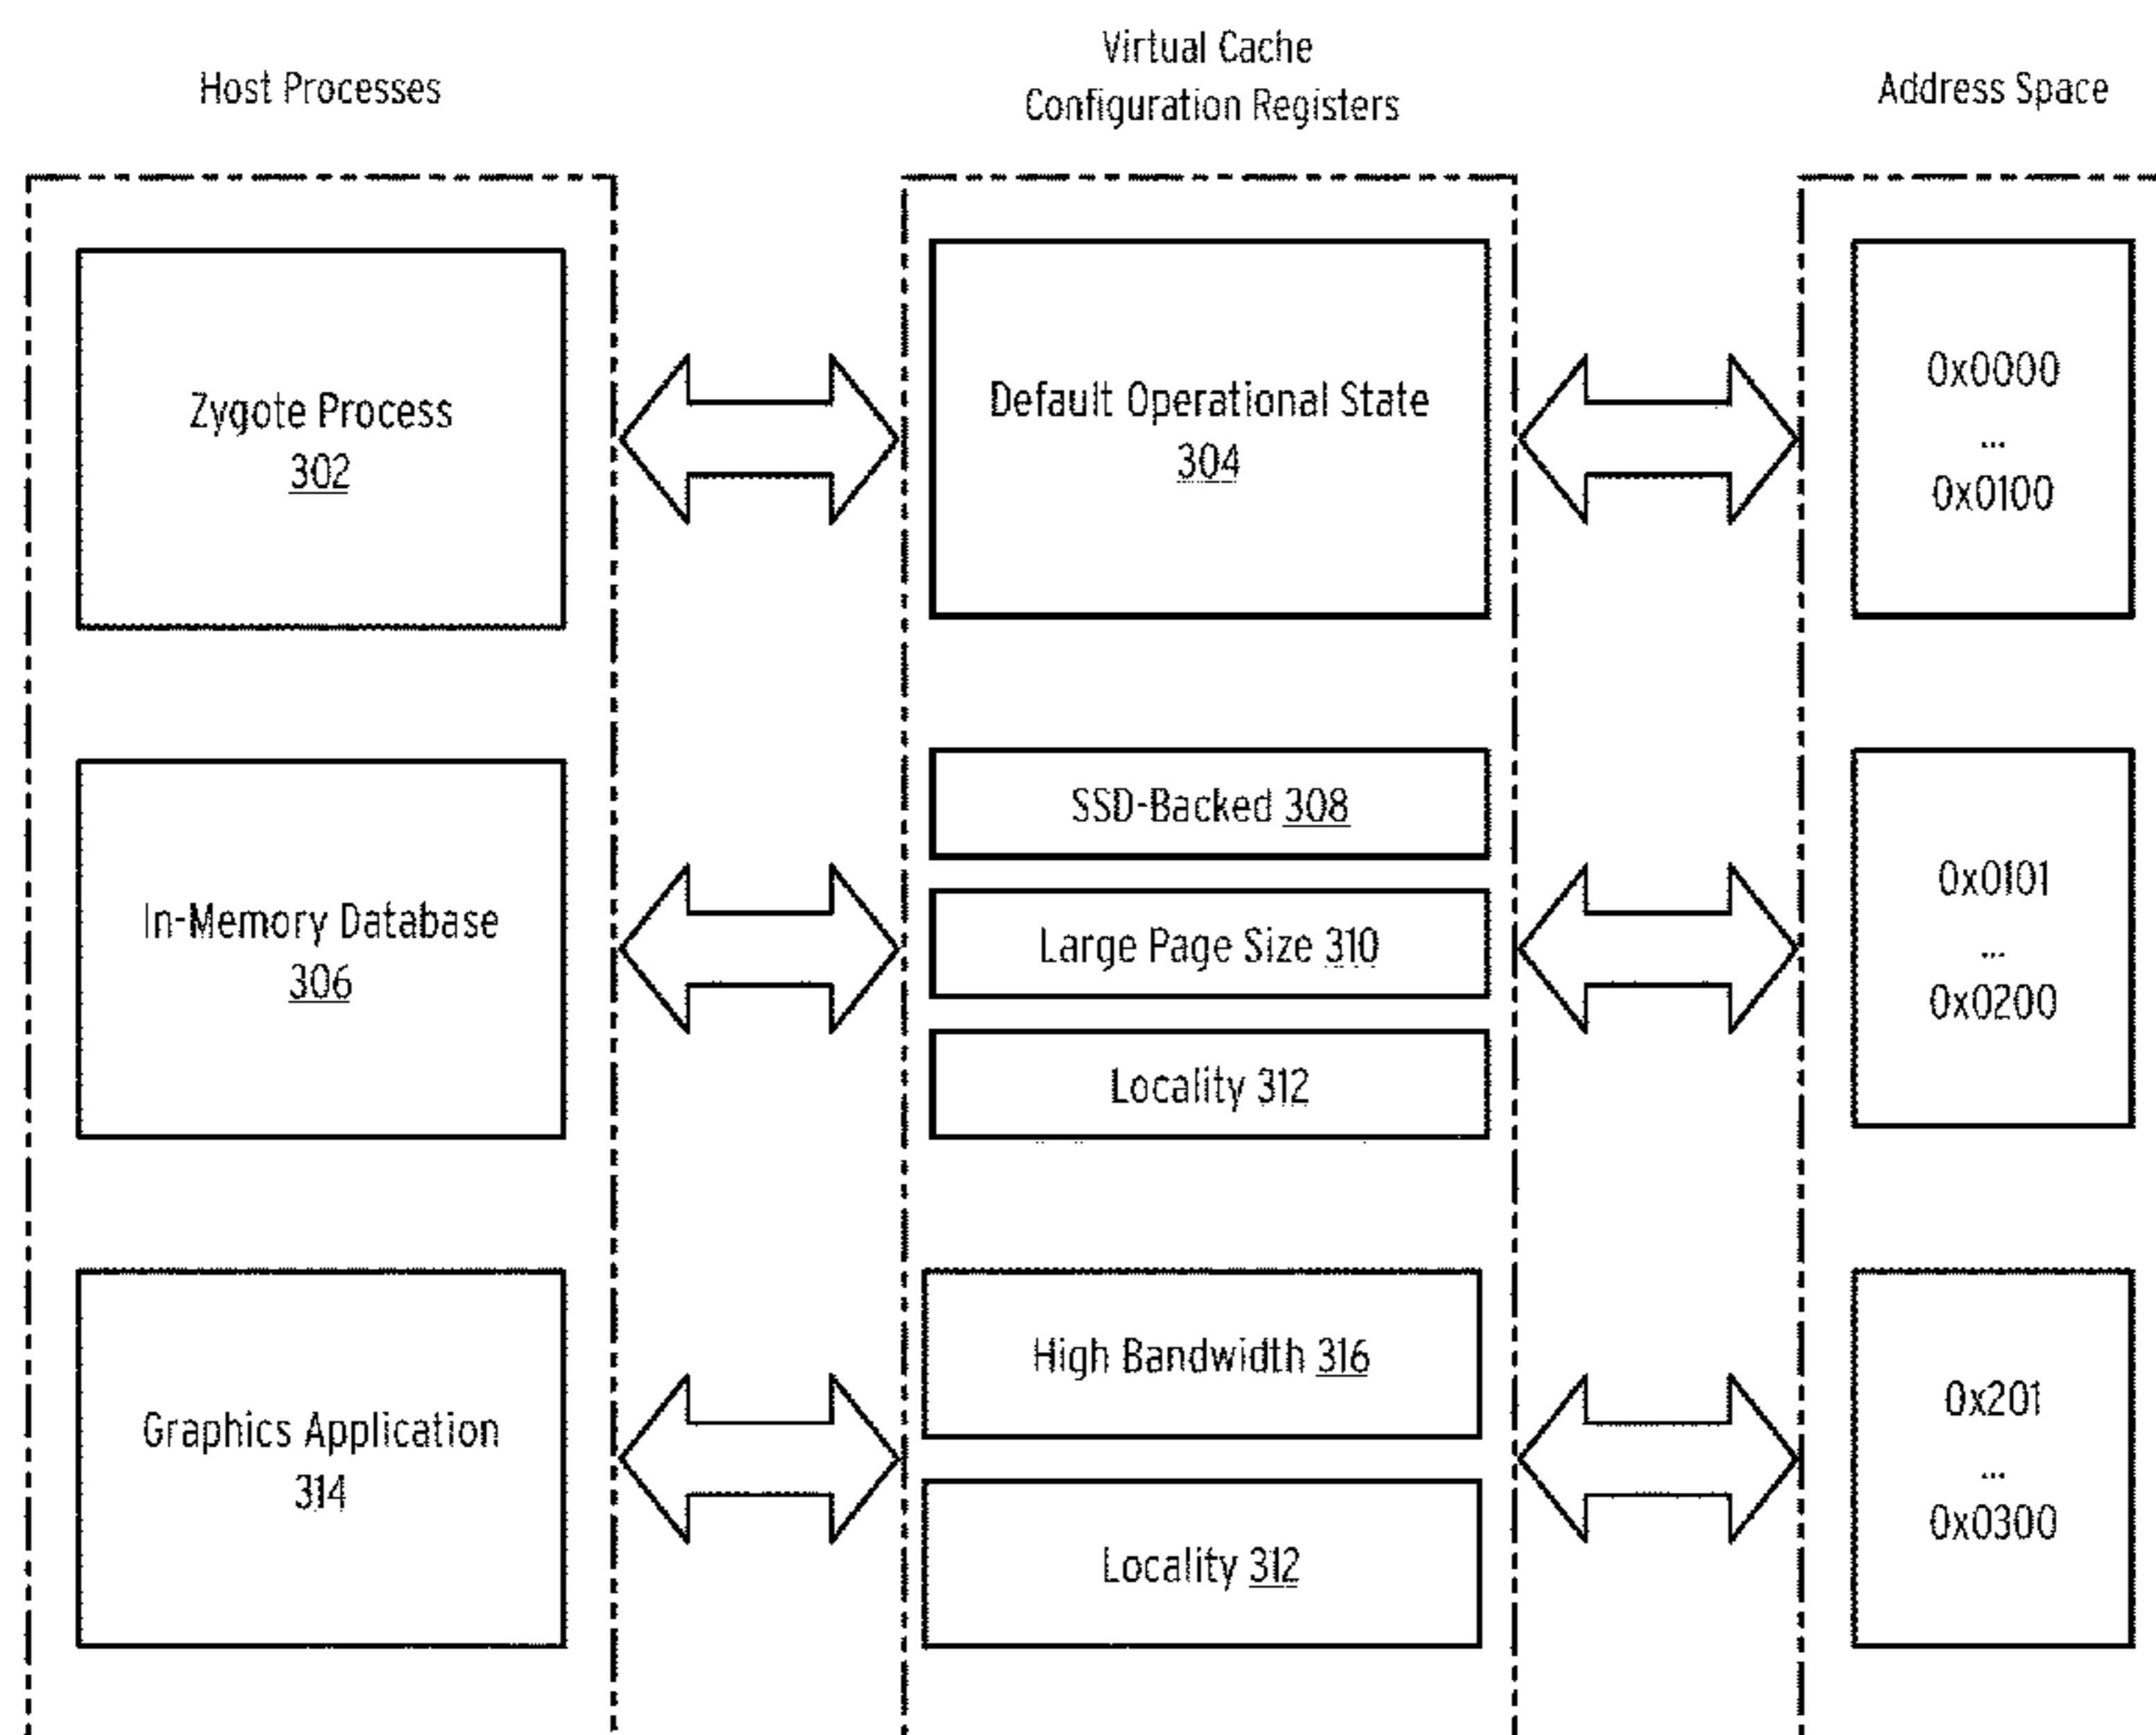 Host Processes
Virtual Cache
Configuration Registers
Address Space
Zygote Process
302
Default Operational State
304
0x0000
...
0x0100
In-Memory Database
306
SSD-Backed 308
Large Page Size 310
Locality 312
0x0101
...
0x0200
Graphics Application
314
High Bandwidth 316
Locality 312
0x201
...
0x0300